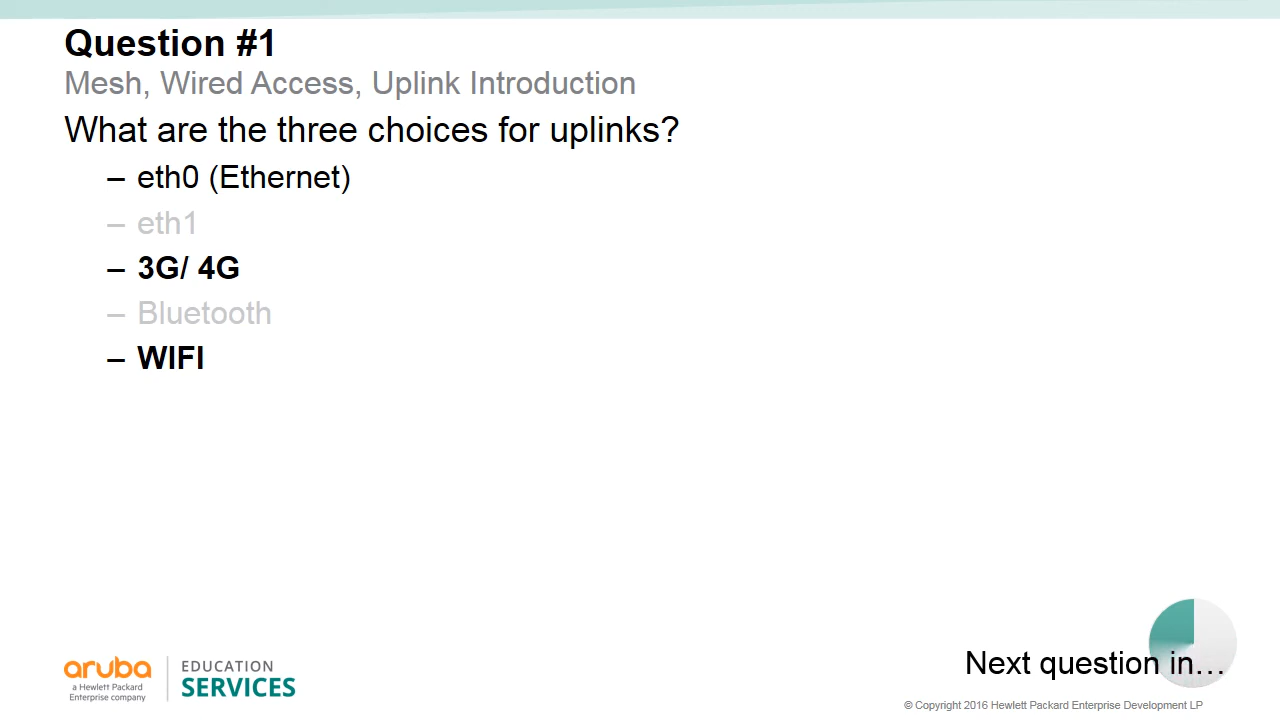 Question #1
Mesh, Wired Access, Uplink Introduction
What are the three choices for uplinks?
– eth0 (Ethernet)
– eth1
– 3G/ 4G
– Bluetooth
– WIFI
Next question in…
aruba
a Hewlett Packard
Enterprise company
EDUCATION
SERVICES
© Copyright 2016 Hewlett Packard Enterprise Development LP